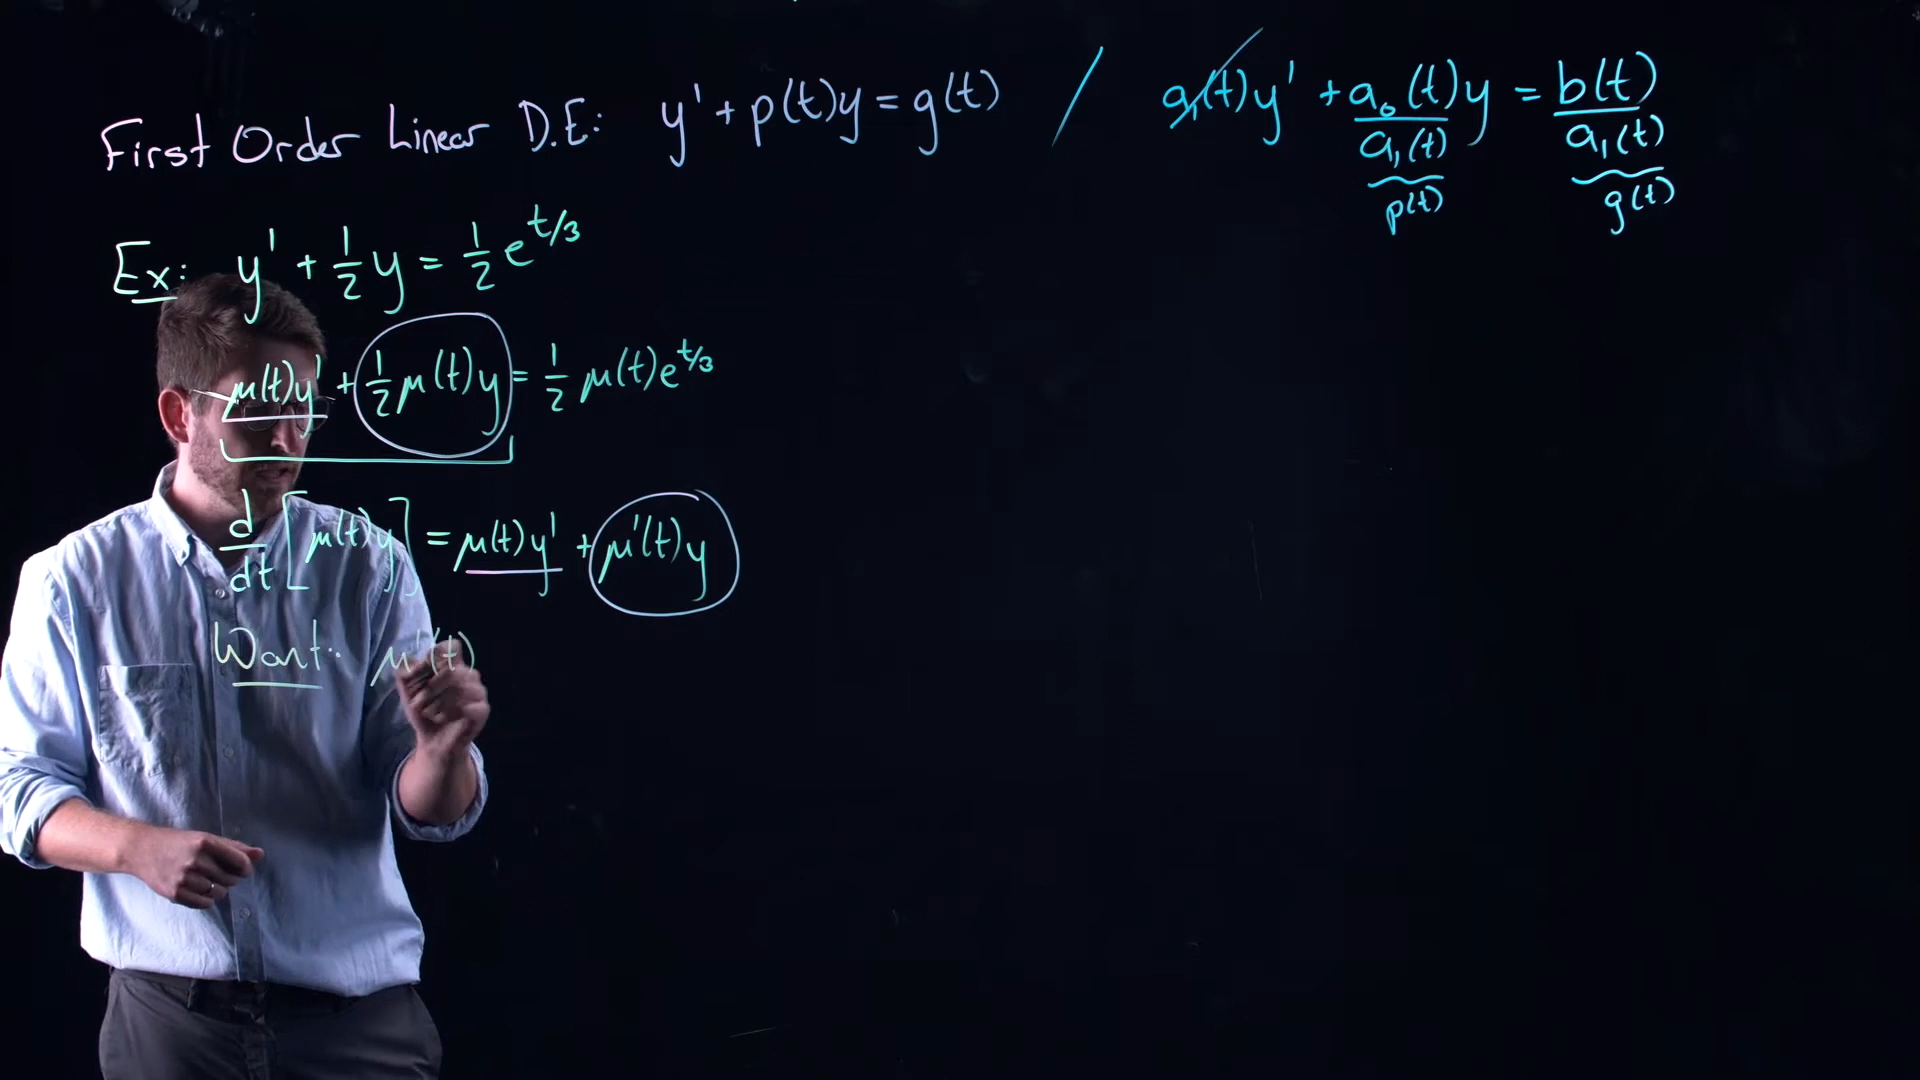 First Order Linear D.E: y' + p(t)y = g(t) / a₁(t)y' + a₀(t)y/a₁(t) = b(t)/a₁(t)
p(t) g(t)
Ex: y' + 1/2 y = 1/2 e^(t/3)
μ(t)y' + 1/2 μ(t)y = 1/2 μ(t)e^(t/3)
d/dt [μ(t)y] = μ(t)y' + μ'(t)y
Want: μ'(t)